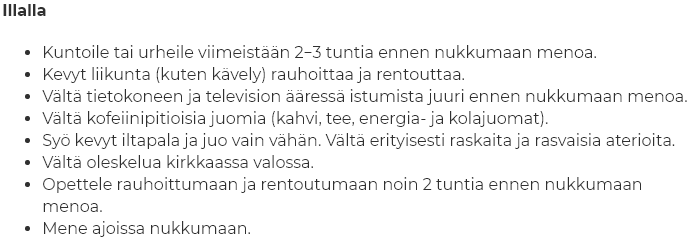 Illalla
• Kuntoile tai urheile viimeistään 2–3 tuntia ennen nukkumaan menoa.
• Kevyt liikunta (kuten kävely) rauhoittaa ja rentouttaa.
• Vältä tietokoneen ja television ääressä istumista juuri ennen nukkumaan menoa.
• Vältä kofeiinipitioisia juomia (kahvi, tee, energia- ja kolajuomat).
• Syö kevyt iltapala ja juo vain vähän. Vältä erityisesti raskaita ja rasvaisia aterioita.
• Vältä oleskelua kirkkaassa valossa.
• Opettele rauhoittumaan ja rentoutumaan noin 2 tuntia ennen nukkumaan
menoa.
• Mene ajoissa nukkumaan.